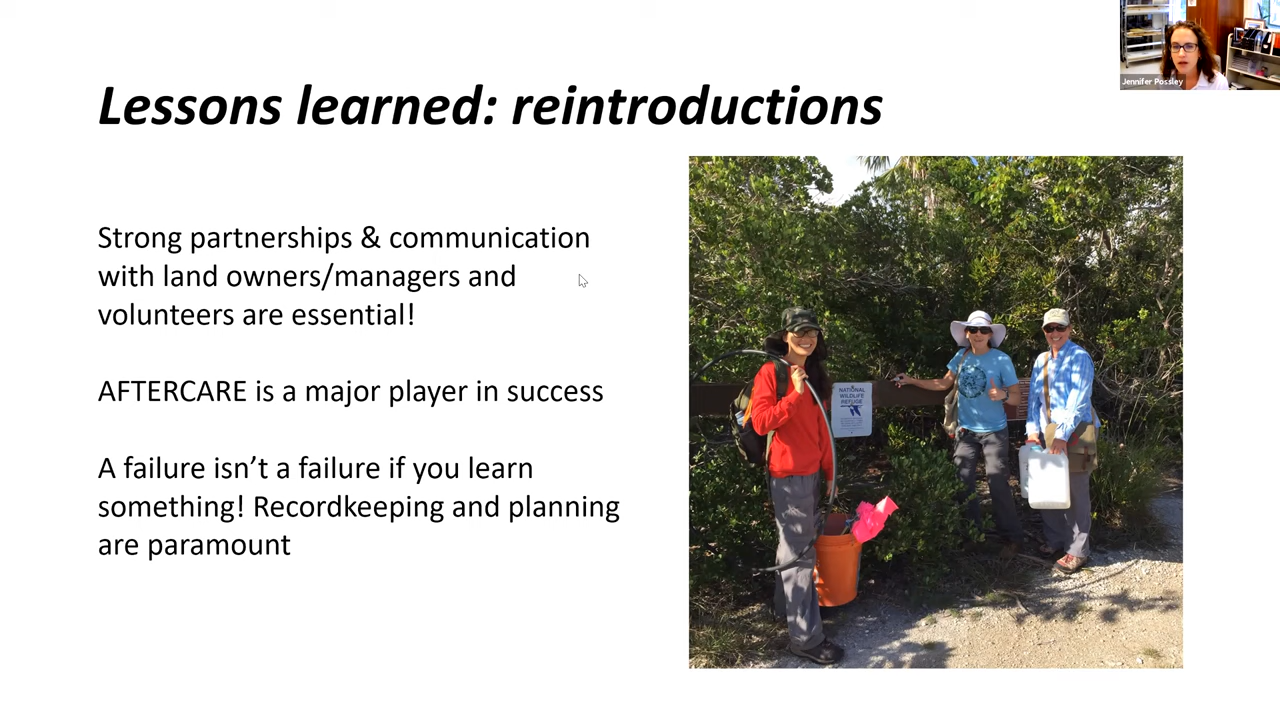 Jennifer Possley
Lessons learned: reintroductions
Strong partnerships & communication
with land owners/managers and
volunteers are essential!
AFTERCARE is a major player in success
A failure isn’t a failure if you learn
something! Recordkeeping and planning
are paramount
NATIONAL
WILDLIFE
REFUGE